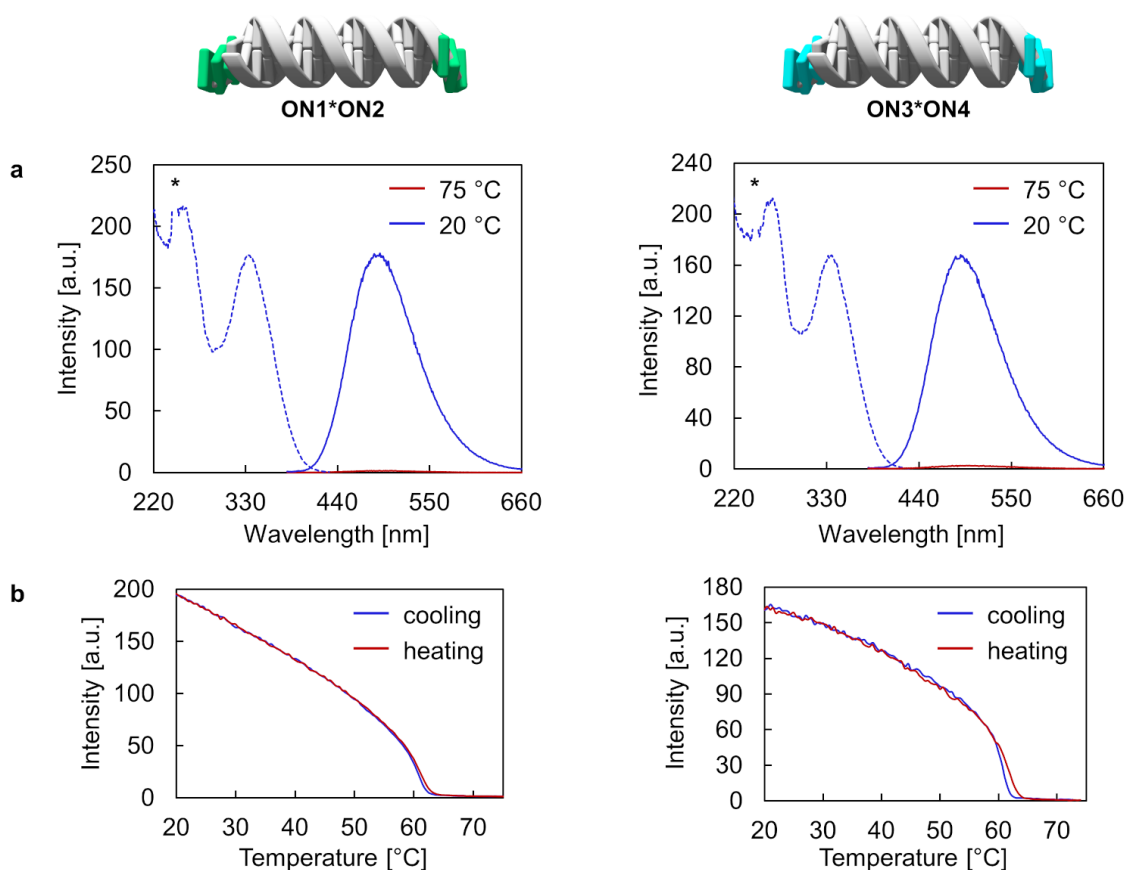 ON1*ON2
ON3*ON4
a
250
200
150
100
50
0
Intensity [a.u.]
*
75 °C
20 °C
220 330 440 550 660
Wavelength [nm]
240
200
160
120
80
40
0
Intensity [a.u.]
*
75 °C
20 °C
220 330 440 550 660
Wavelength [nm]
b
200
150
100
50
0
Intensity [a.u.]
cooling
heating
20 30 40 50 60 70
Temperature [°C]
180
150
120
90
60
30
0
Intensity [a.u.]
cooling
heating
20 30 40 50 60 70
Temperature [°C]